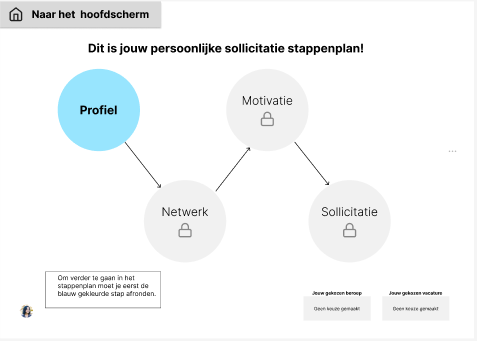 Naar het hoofdscherm
Dit is jouw persoonlijke sollicitatie stappenplan!
Profiel
Motivatie
Netwerk
Sollicitatie
...
Om verder te gaan in het
stappenplan moet je eerst de
blauw gekleurde stap afronden.
Jouw gekozen beroep
Geen keuze gemaakt!
Jouw gekozen vacature
Geen keuze gemaakt!